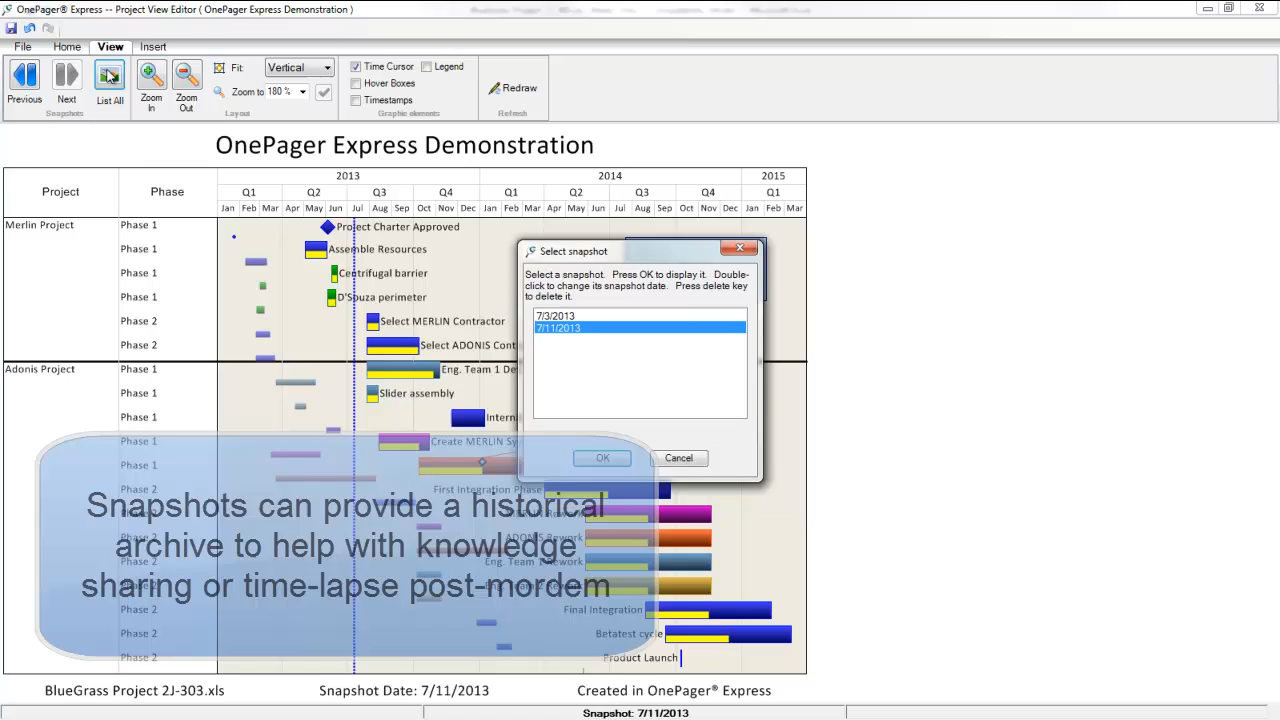 OnePager® Express -- Project View Editor ( OnePager Express Demonstration )
File Home View Insert
Previous Next List All Zoom In Zoom Out Fit: Vertical Zoom to 180 % Time Cursor Legend Hover Boxes Timestamps Redraw
Snapshots Layout Graphic elements Refresh
OnePager Express Demonstration
2013 2014 2015
Project Phase Q1 Q2 Q3 Q4 Q1 Q2 Q3 Q4 Q1
Jan Feb Mar Apr May Jun Jul Aug Sep Oct Nov Dec Jan Feb Mar Apr May Jun Jul Aug Sep Oct Nov Dec Jan Feb Mar
Merlin Project Phase 1 Project Charter Approved
Phase 1 Assemble Resources
Phase 1 Centrifugal barrier
Phase 1 D'Souza perimeter
Phase 2 Select MERLIN Contractor
Phase 2 Select ADONIS Cont
Adonis Project Phase 1 Eng. Team 1 De
Phase 1 Slider assembly
Phase 1 Intern
Phase 1 Create MERLIN Sy
Phase 1
Phase 2 First Integration Phase
Phase 2 MERLIN Rework
Phase 2 ADONIS Rework
Phase 2 Eng. Team 1 Rework
Phase 2 Eng. Team 2 Rework
Phase 2 Final Integration
Phase 2 Betatest cycle
Phase 2 Product Launch
Select snapshot
Select a snapshot. Press OK to display it. Double-
click to change its snapshot date. Press delete key
to delete it.
7/3/2013
7/11/2013
OK Cancel
Snapshots can provide a historical
archive to help with knowledge
sharing or time-lapse post-mordem
BlueGrass Project 2J-303.xls Snapshot Date: 7/11/2013 Created in OnePager® Express
Snapshot: 7/11/2013